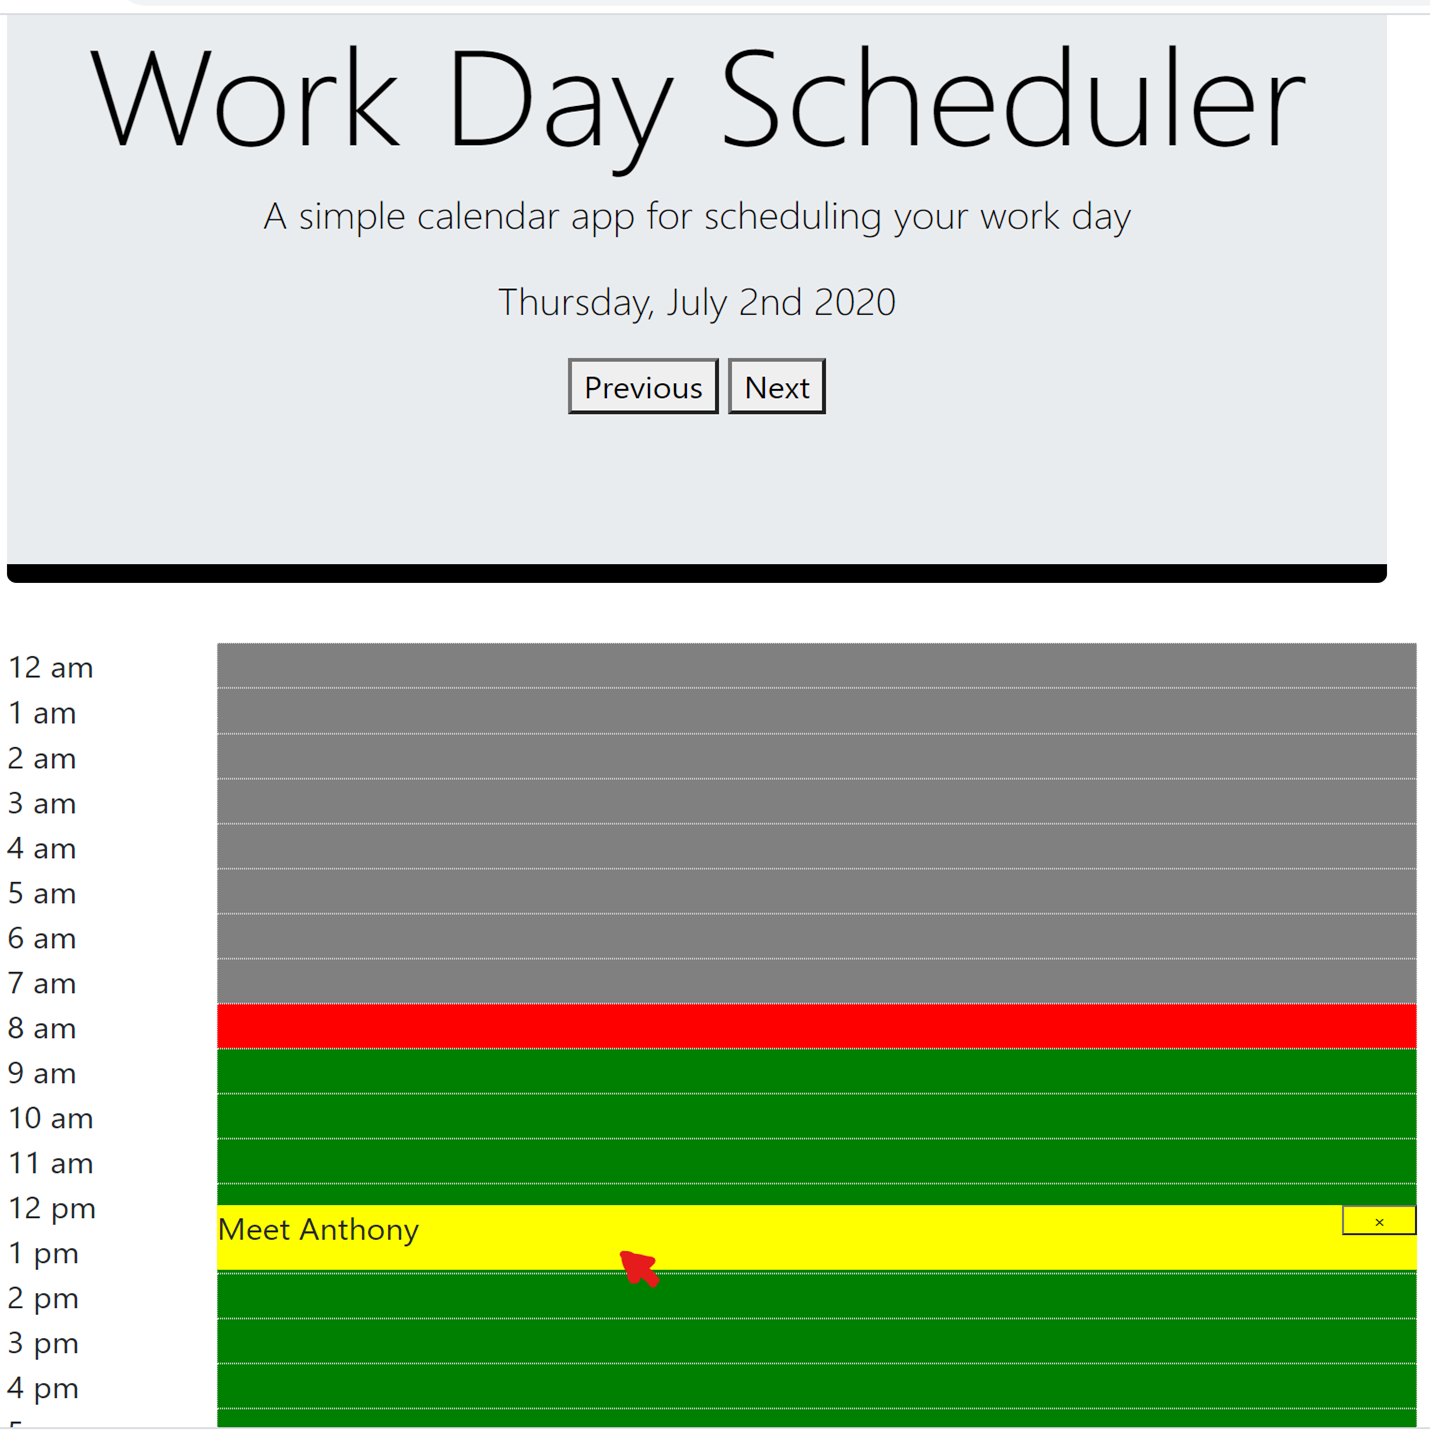 Work Day Scheduler
A simple calendar app for scheduling your work day
Thursday, July 2nd 2020
Previous Next
12 am
1 am
2 am
3 am
4 am
5 am
6 am
7 am
8 am
9 am
10 am
11 am
12 pm
Meet Anthony ×
1 pm
2 pm
3 pm
4 pm